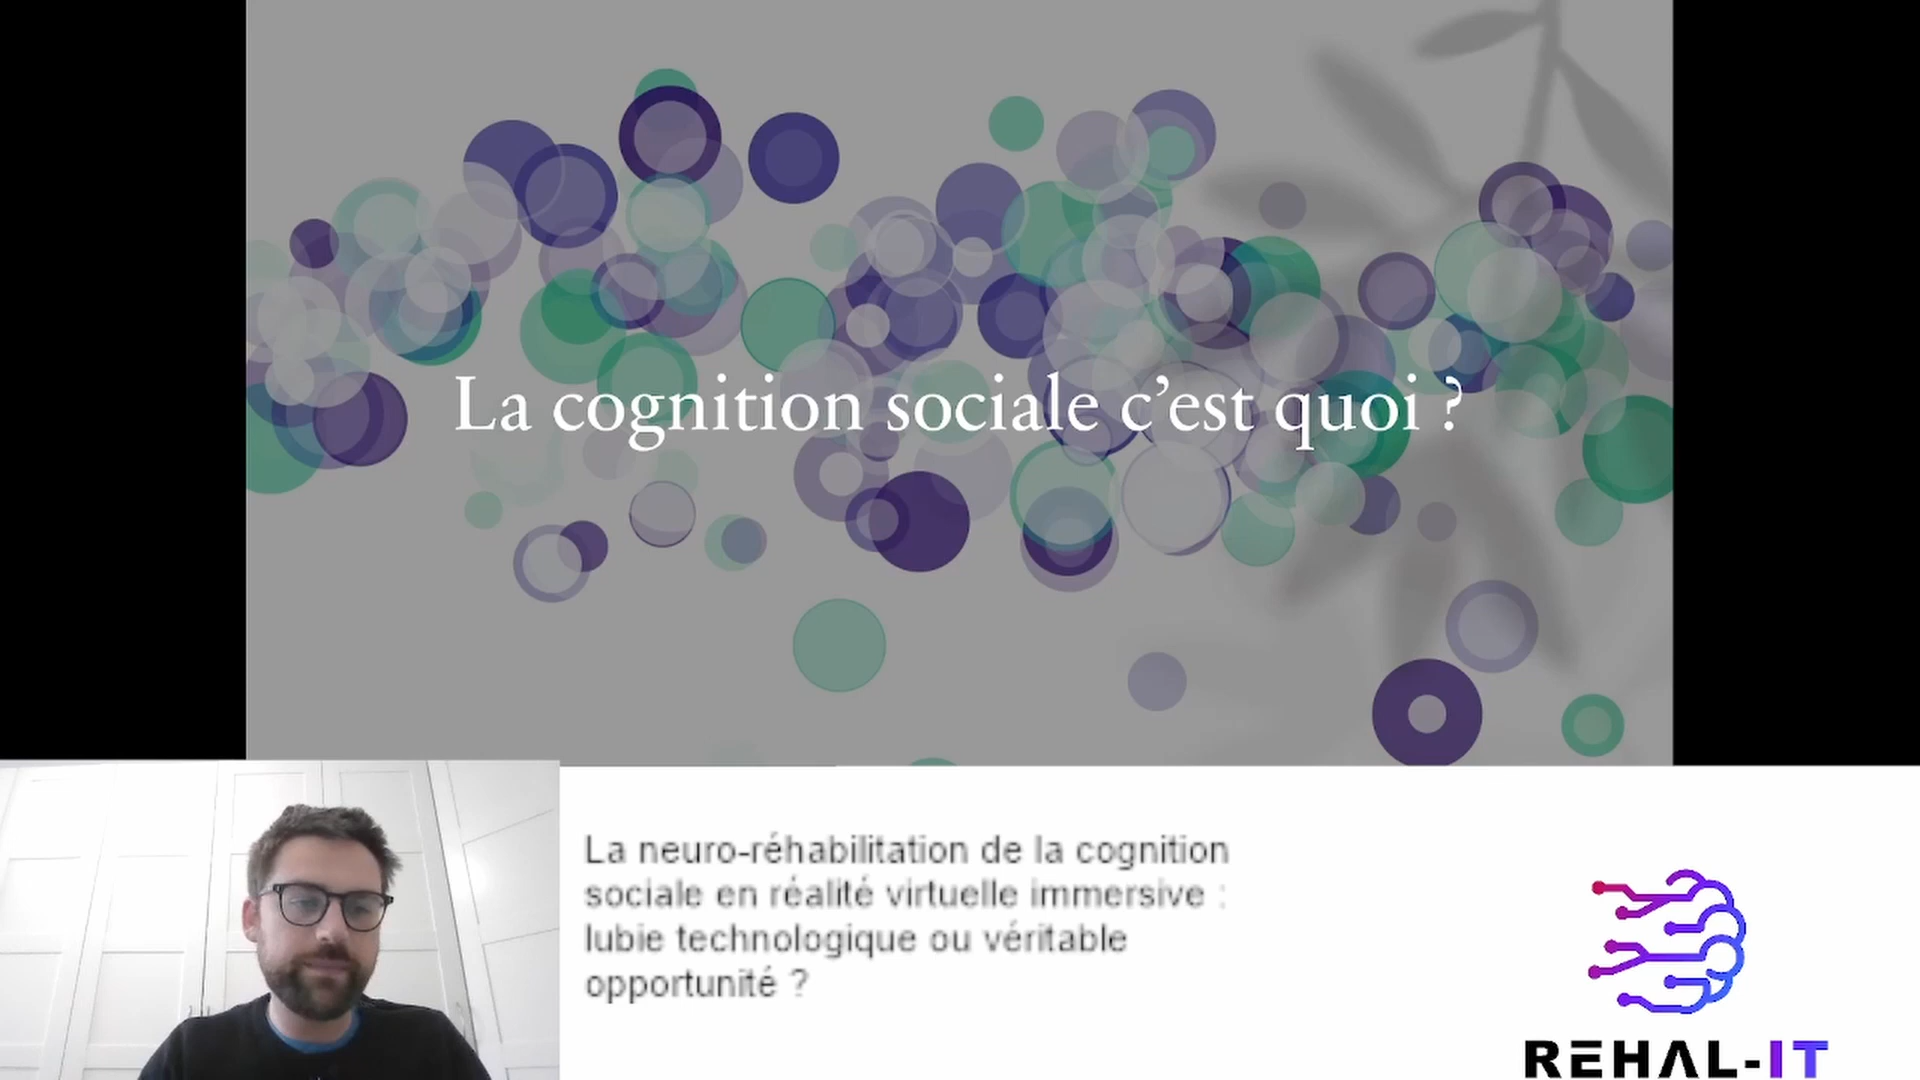 La cognition sociale c’est quoi ?
La neuro-réhabilitation de la cognition
sociale en réalité virtuelle immersive :
lubie technologique ou véritable
opportunité ?
REHAL-IT